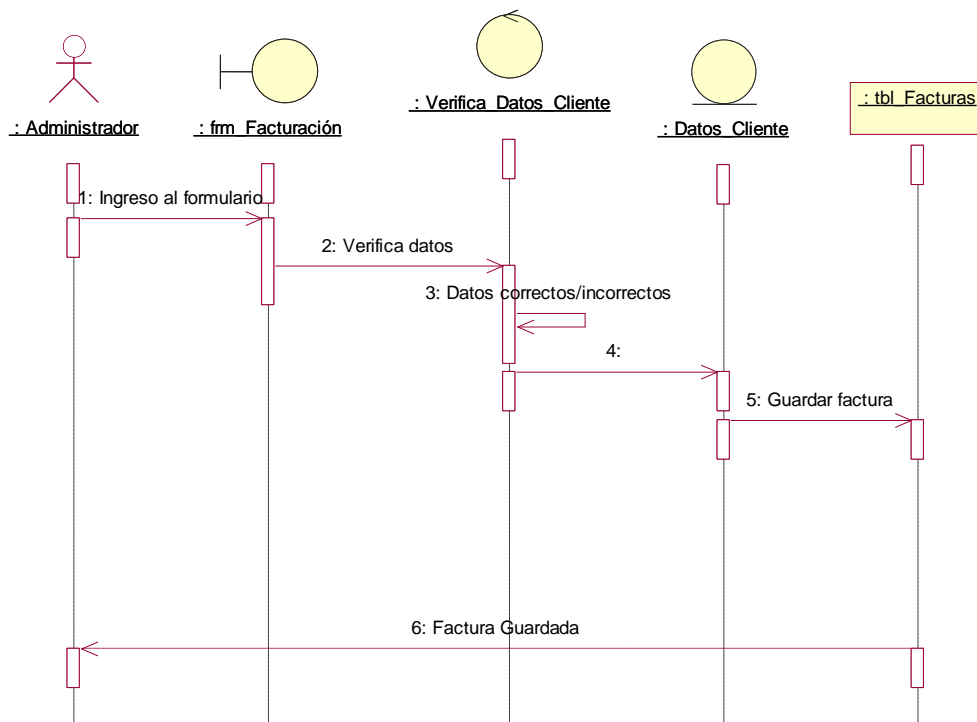 : Administrador
: frm_Facturación
: Verifica_Datos_Cliente
: Datos_Cliente
: tbl_Facturas
1: Ingreso al formulario
2: Verifica datos
3: Datos correctos/incorrectos
4:
5: Guardar factura
6: Factura Guardada